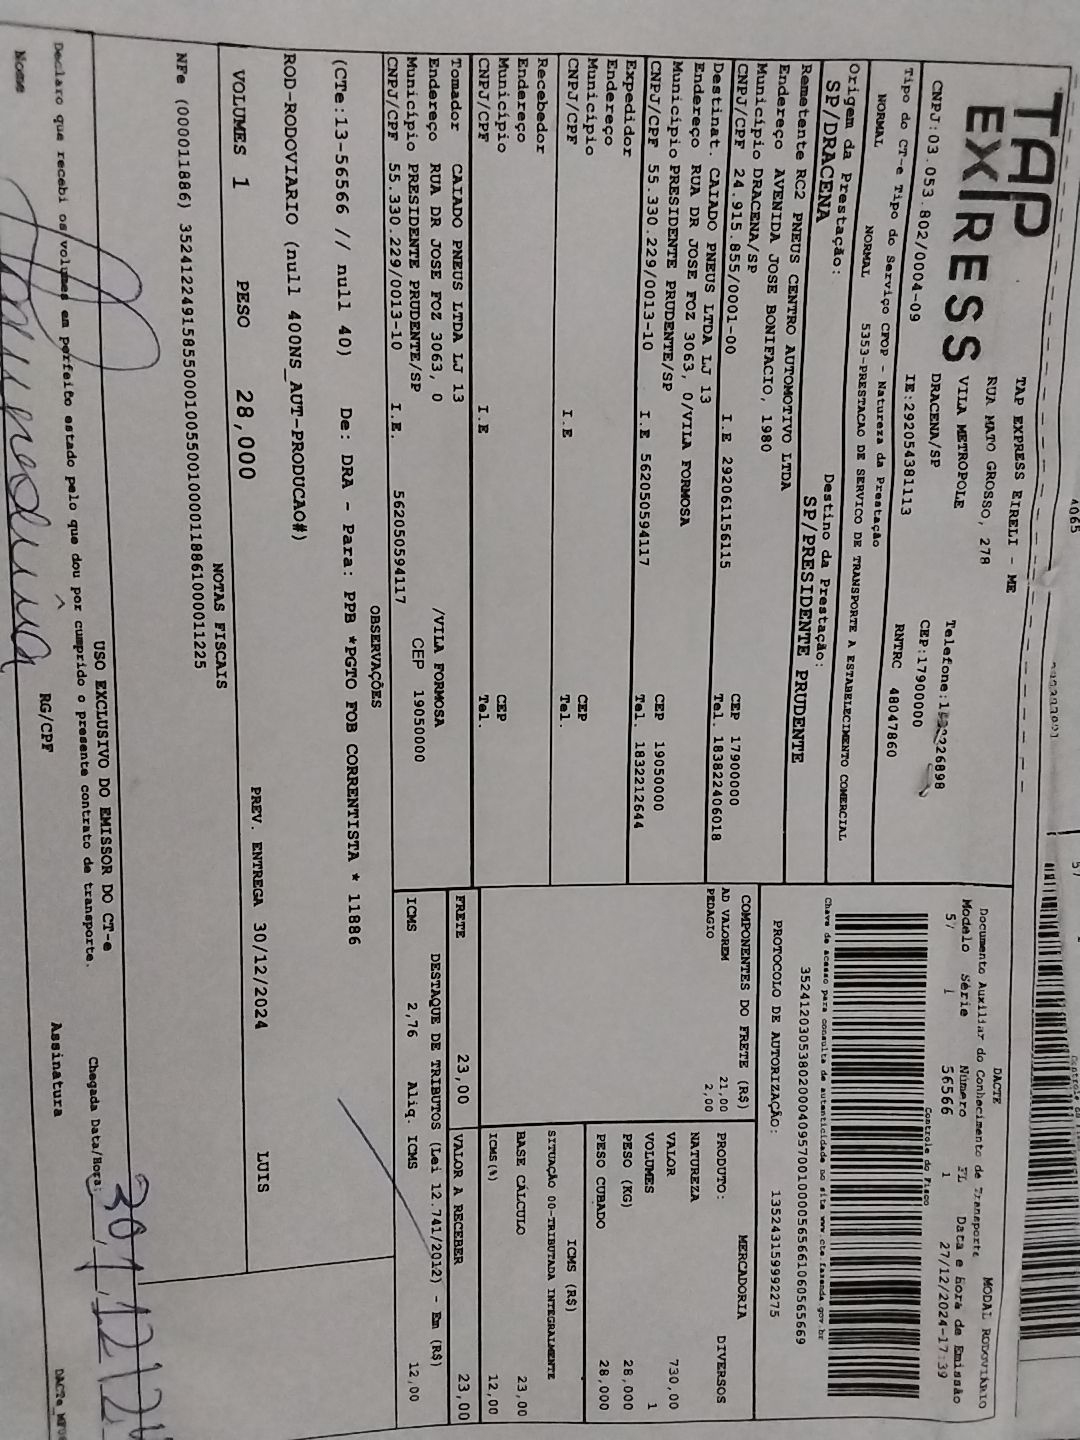 4065
TAP
EXPRESS
TAP EXPRESS EIRELI - ME
RUA MATO GROSSO, 278
VILA METROPOLE
DRACENA/SP
CNPJ:03.053.802/0004-09
IE:292054381113
CEP:17900000
RNTRC 48047860
Tipo do CT-e Tipo do Serviço CFOP - Natureza da Prestação
NORMAL NORMAL 5353-PRESTACAO DE SERVICO DE TRANSPORTE A ESTABELECIMENTO COMERCIAL
Origem da Prestação: Destino da Prestação:
SP/DRACENA SP/PRESIDENTE PRUDENTE
Remetente RC2 PNEUS CENTRO AUTOMOTIVO LTDA
Endereço AVENIDA JOSE BONIFACIO, 1980
Município DRACENA/SP CEP 17900000
CNPJ/CPF 24.915.855/0001-00 I.E 292061156115 Tel. 183822406018
Destinat. CAIADO PNEUS LTDA LJ 13
Endereço RUA DR JOSE FOZ 3063, 0/VILA FORMOSA
Município PRESIDENTE PRUDENTE/SP CEP 19050000
CNPJ/CPF 55.330.229/0013-10 I.E 562050594117 Tel. 1832212644
Expedidor
Endereço
Município CEP
CNPJ/CPF I.E Tel.
Recebedor
Endereço
Município CEP
CNPJ/CPF I.E Tel.
Tomador CAIADO PNEUS LTDA LJ 13
Endereço RUA DR JOSE FOZ 3063, 0 /VILA FORMOSA
Município PRESIDENTE PRUDENTE/SP CEP 19050000
CNPJ/CPF 55.330.229/0013-10 I.E. 562050594117
DACTE MODAL RODOVIÁRIO
Documento Auxiliar do Conhecimento de Transporte
Modelo Série Número FL Data e hora de Emissão
57 1 56566 1 27/12/2024-17:39
Controle do Fisco
Chave de acesso para consulta de autenticidade no site www.cte.fazenda.gov.br
PROTOCOLO DE AUTORIZAÇÃO: 135243159992275
COMPONENTES DO FRETE (R$)
AD VALOREM 21,00
PEDAGIO 2,00
FRETE 23,00
MERCADORIA
PRODUTO: DIVERSOS
NATUREZA
VALOR 730,00
VOLUMES 1
PESO (KG) 28,000
PESO CUBADO 28,000
ICMS (R$)
SITUAÇÃO 00-TRIBUTADA INTEGRALMENTE
BASE CÁLCULO 23,00
ICMS(%) 12,00
VALOR A RECEBER 23,00
DESTAQUE DE TRIBUTOS (Lei 12.741/2012) - Em (R$)
ICMS 2,76 Aliq. ICMS 12,00
OBSERVAÇÕES
(CTe:13-56566 // null 40) De: DRA - Para: PPB *PGTO FOB CORRENTISTA * 11886
ROD-RODOVIARIO (null 400NS_AUT-PRODUCAO#)
VOLUMES 1 PESO 28,000 PREV. ENTREGA 30/12/2024 LUIS
NOTAS FISCAIS
USO EXCLUSIVO DO EMISSOR DO CT-e
Declaro que recebi os volumes em perfeito estado pelo que dou por cumprido o presente contrato de transporte.
Chegada Data/Hora: 30/12/24
Nome RG/CPF Assinatura